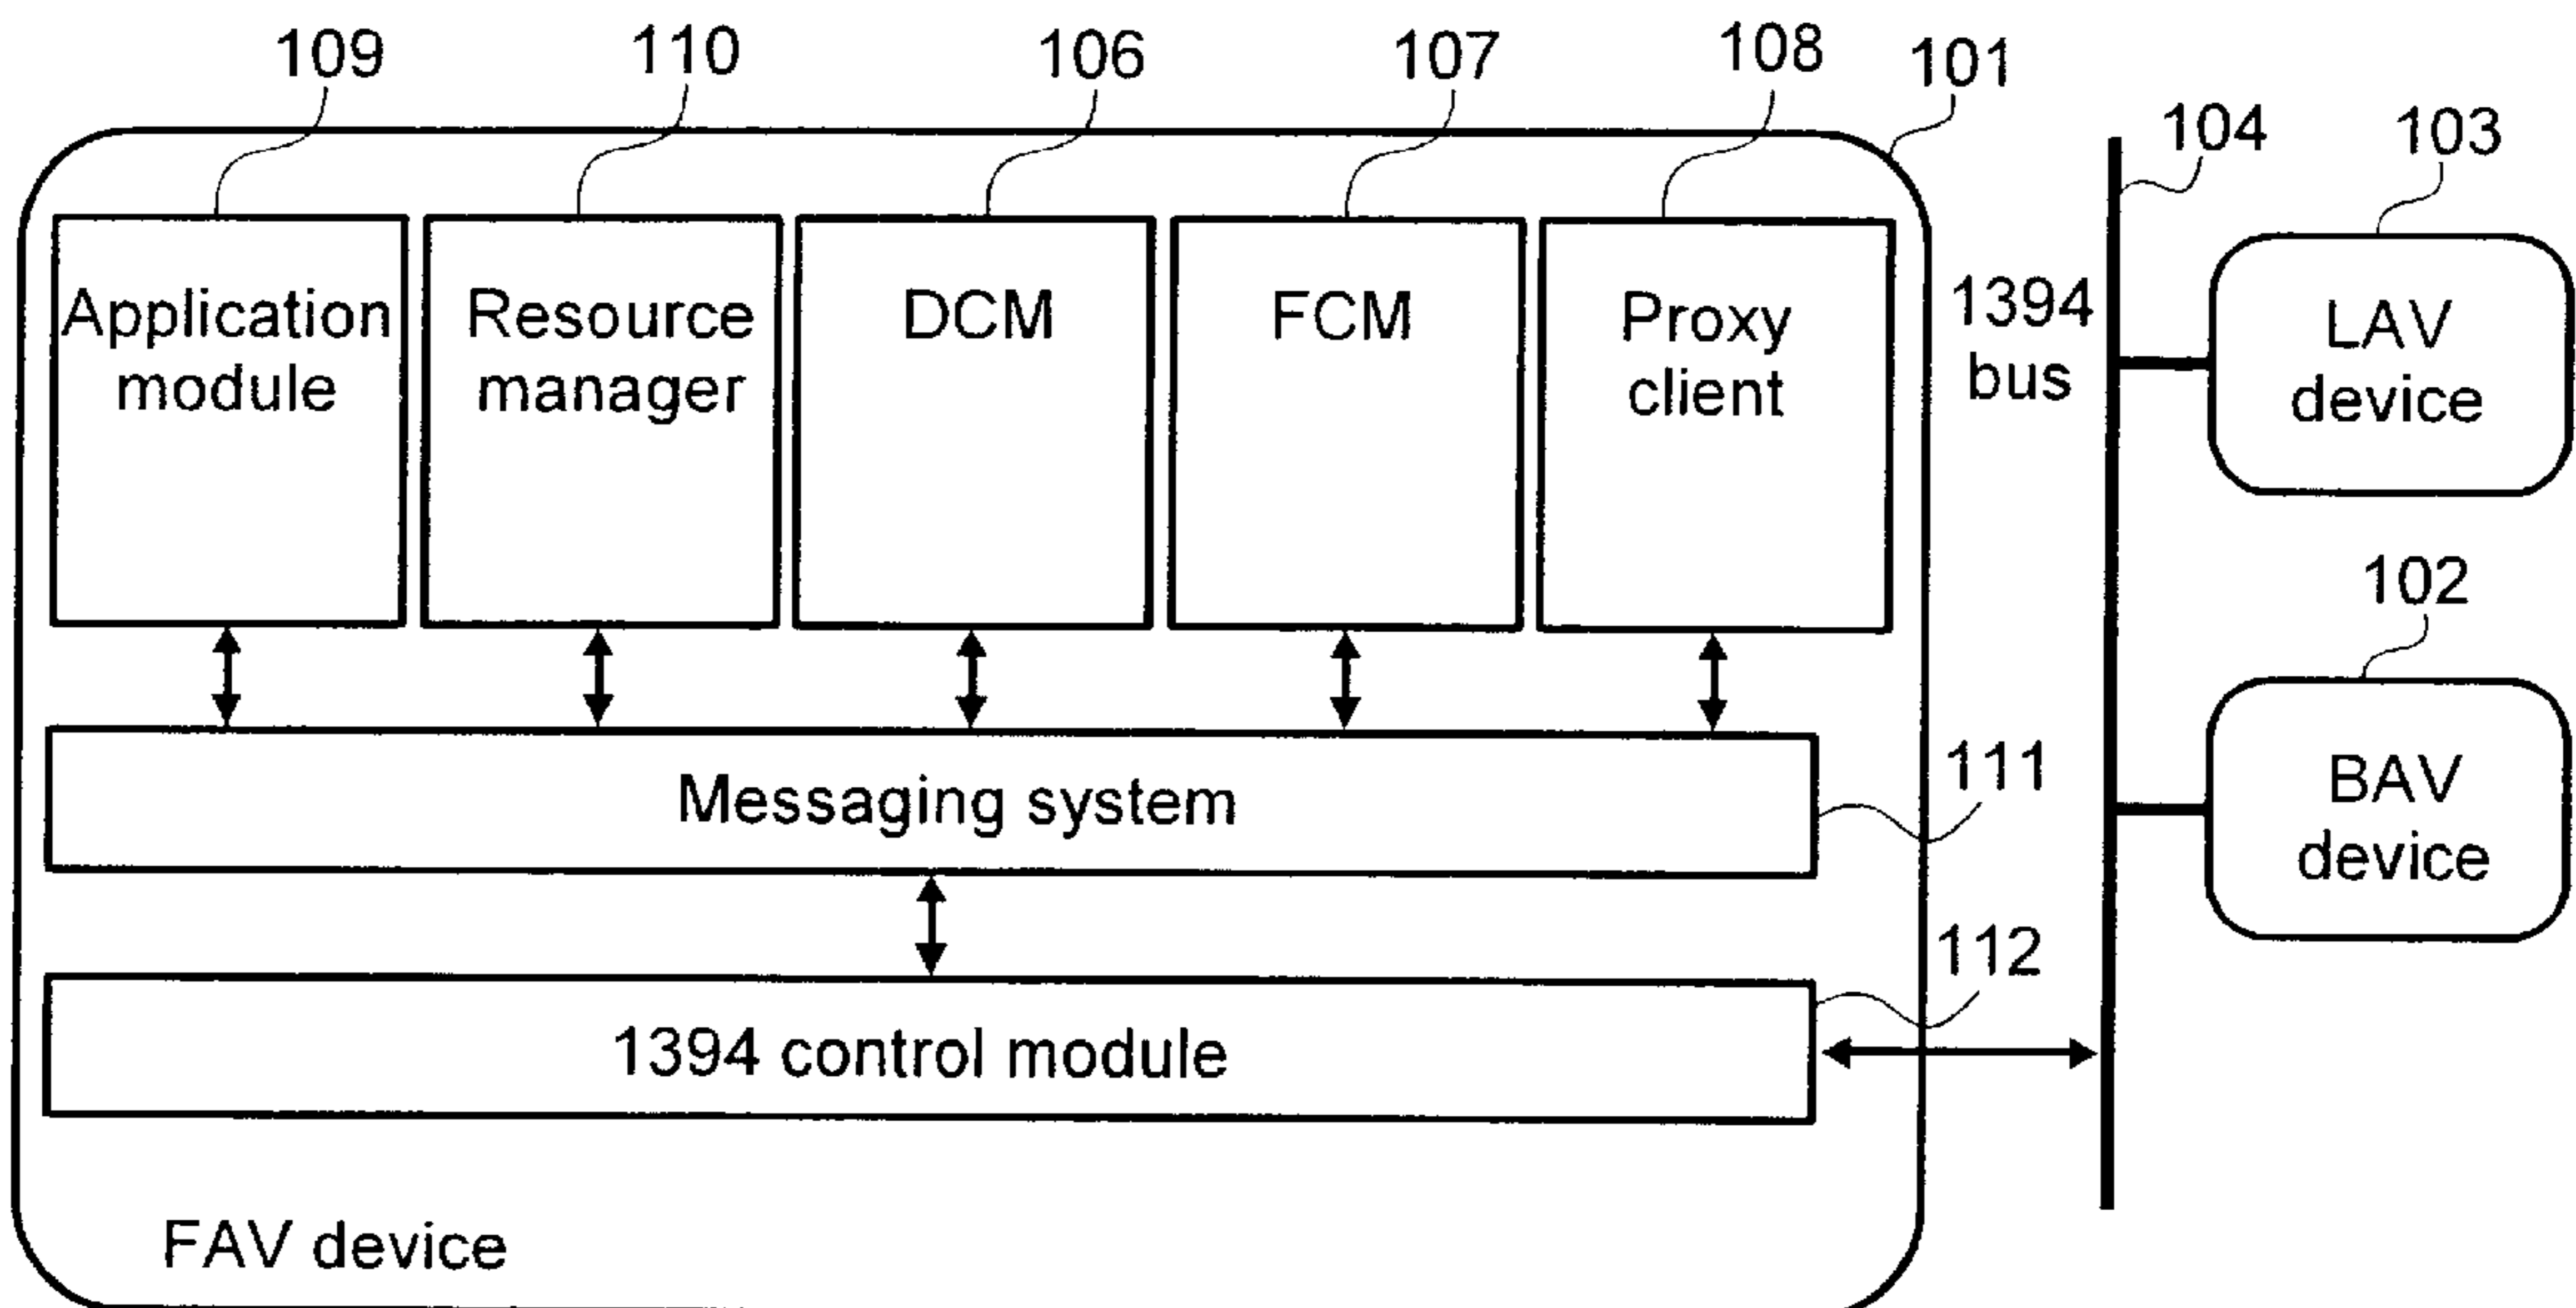 109
110
106
107
108
101
104
103
Application
module
Resource
manager
DCM
FCM
Proxy
client
1394
bus
LAV
device
102
Messaging system
111
BAV
device
112
1394 control module
FAV device